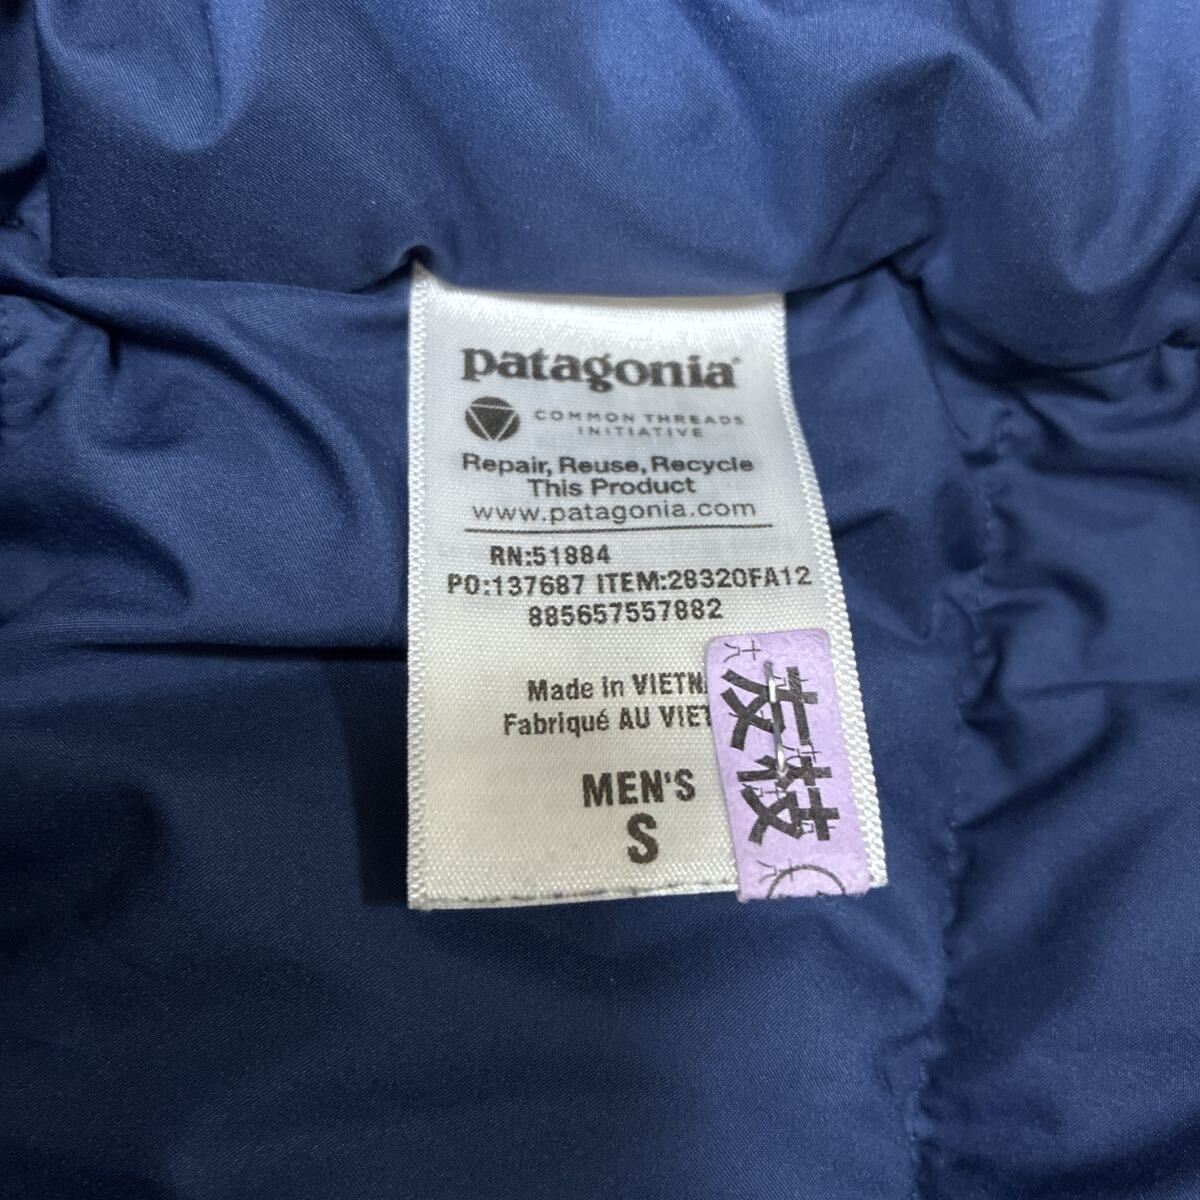 patagonia®
COMMON THREADS
INITIATIVE
Repair, Reuse, Recycle
This Product
www.patagonia.com
RN:51884
PO:137687 ITEM:28320FA12
885657557882
Made in VIETNA
Fabriqué AU VIET
MEN'S
S
友枝